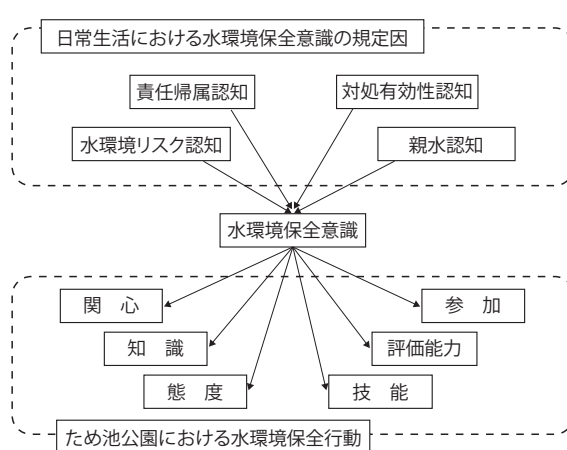 日常生活における水環境保全意識の規定因
責任帰属認知
対処有効性認知
水環境リスク認知
親水認知
水環境保全意識
関　心
参　加
知　識
評価能力
態　度
技　能
ため池公園における水環境保全行動